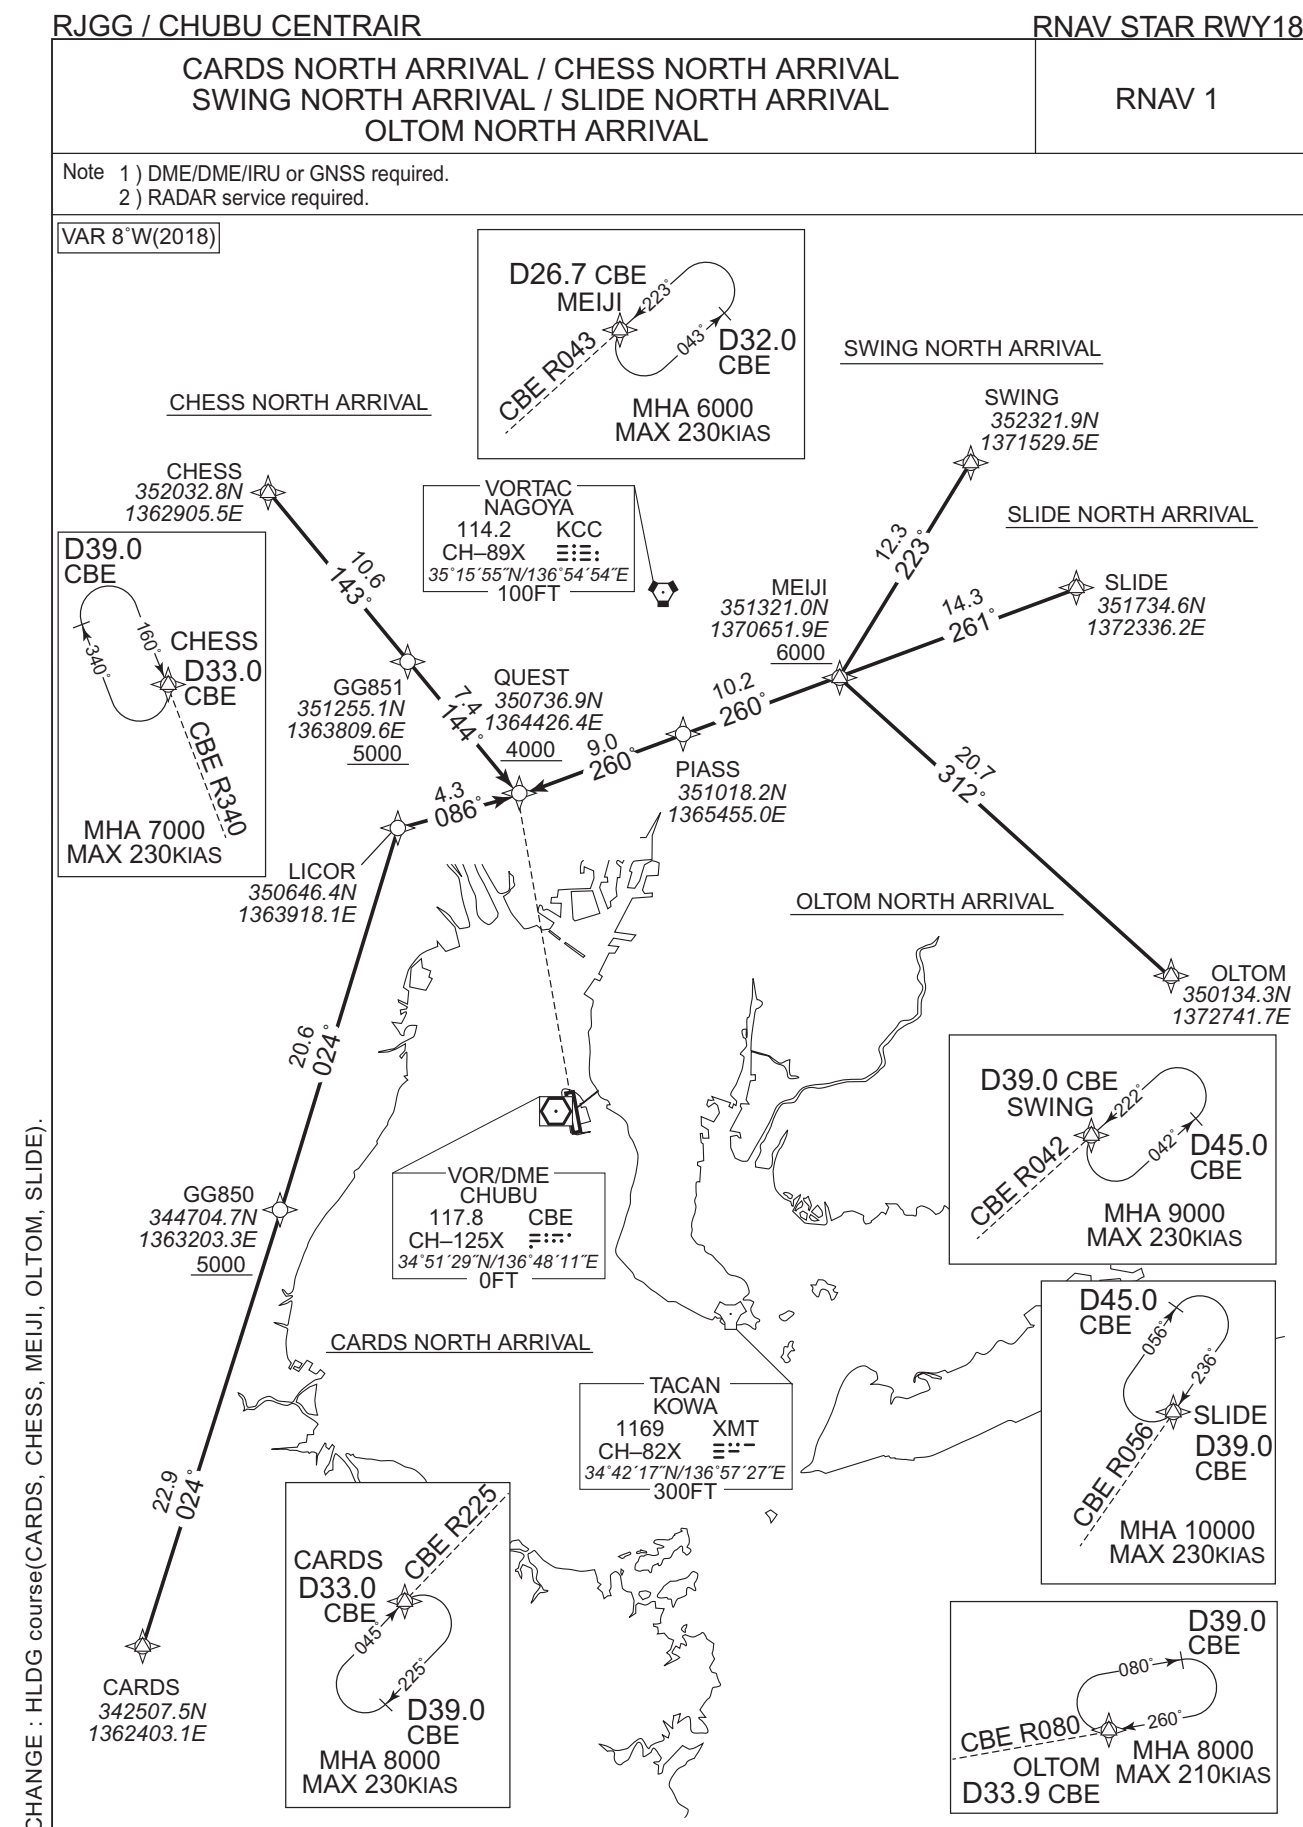 RJGG / CHUBU CENTRAIR
RNAV STAR RWY18
CARDS NORTH ARRIVAL / CHESS NORTH ARRIVAL
SWING NORTH ARRIVAL / SLIDE NORTH ARRIVAL
OLTOM NORTH ARRIVAL
RNAV 1
Note 1 ) DME/DME/IRU or GNSS required.
2 ) RADAR service required.
VAR 8°W(2018)
D26.7 CBE
MEIJI
223°
043°
D32.0
CBE
CBE R043
MHA 6000
MAX 230KIAS
SWING NORTH ARRIVAL
SWING
352321.9N
1371529.5E
CHESS NORTH ARRIVAL
CHESS
352032.8N
1362905.5E
VORTAC
NAGOYA
114.2 KCC
CH–89X
35°15´55˝N/136°54´54˝E
100FT
SLIDE NORTH ARRIVAL
12.3
223°
D39.0
CBE
160°
340°
CHESS
D33.0
CBE
CBE R340
MHA 7000
MAX 230KIAS
10.6
143°
MEIJI
351321.0N
1370651.9E
6000
14.3
261°
SLIDE
351734.6N
1372336.2E
GG851
351255.1N
1363809.6E
5000
7.4
144°
QUEST
350736.9N
1364426.4E
4000
10.2
260°
9.0
260°
PIASS
351018.2N
1365455.0E
20.7
312°
4.3
086°
LICOR
350646.4N
1363918.1E
OLTOM NORTH ARRIVAL
OLTOM
350134.3N
1372741.7E
20.6
024°
D39.0 CBE
SWING
222°
042°
D45.0
CBE
CBE R042
MHA 9000
MAX 230KIAS
VOR/DME
CHUBU
117.8 CBE
CH–125X
34°51´29˝N/136°48´11˝E
0FT
GG850
344704.7N
1363203.3E
5000
D45.0
CBE
056°
236°
SLIDE
D39.0
CBE
CBE R056
MHA 10000
MAX 230KIAS
CARDS NORTH ARRIVAL
TACAN
KOWA
1169 XMT
CH–82X
34°42´17˝N/136°57´27˝E
300FT
22.9
024°
CBE R225
CARDS
D33.0
CBE
045°
225°
D39.0
CBE
MHA 8000
MAX 230KIAS
CARDS
342507.5N
1362403.1E
D39.0
CBE
080°
260°
CBE R080
OLTOM
D33.9 CBE
MHA 8000
MAX 210KIAS
CHANGE : HLDG course(CARDS, CHESS, MEIJI, OLTOM, SLIDE).